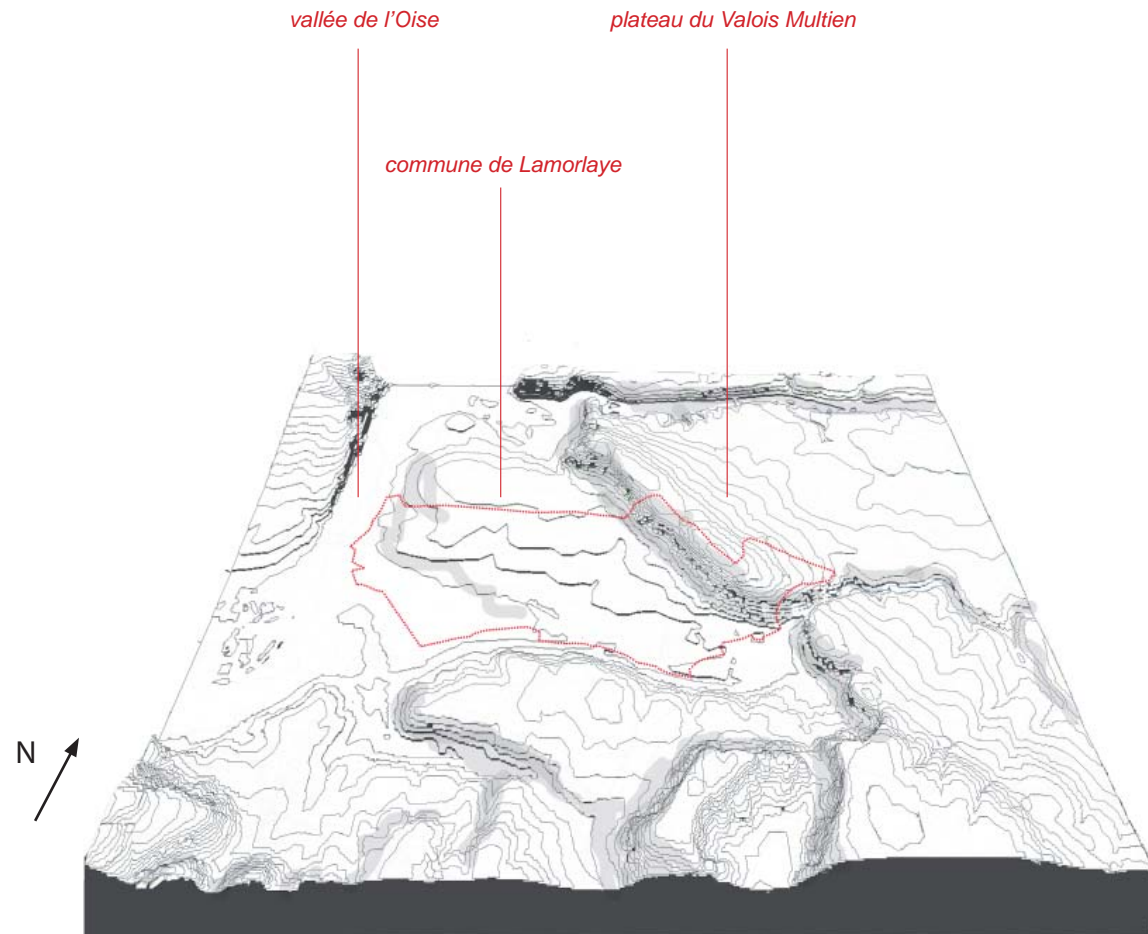 vallée de l’Oise
plateau du Valois Multien
commune de Lamorlaye
N